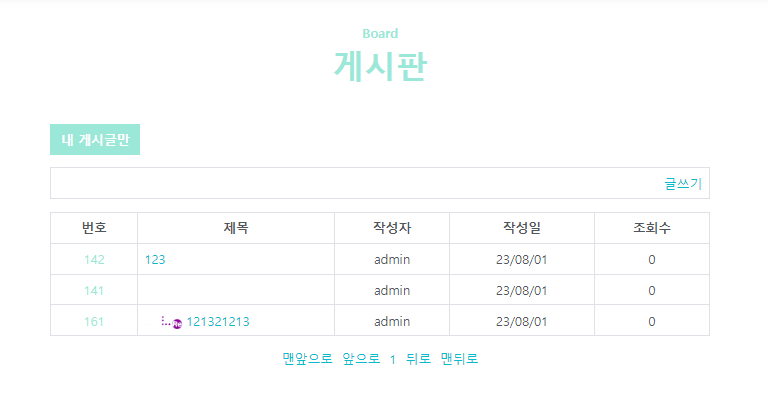 Board
게시판
내 게시글만
글쓰기
번호 제목 작성자 작성일 조회수
142 123 admin 23/08/01 0
141 admin 23/08/01 0
161 Re 121321213 admin 23/08/01 0
맨앞으로 앞으로 1 뒤로 맨뒤로